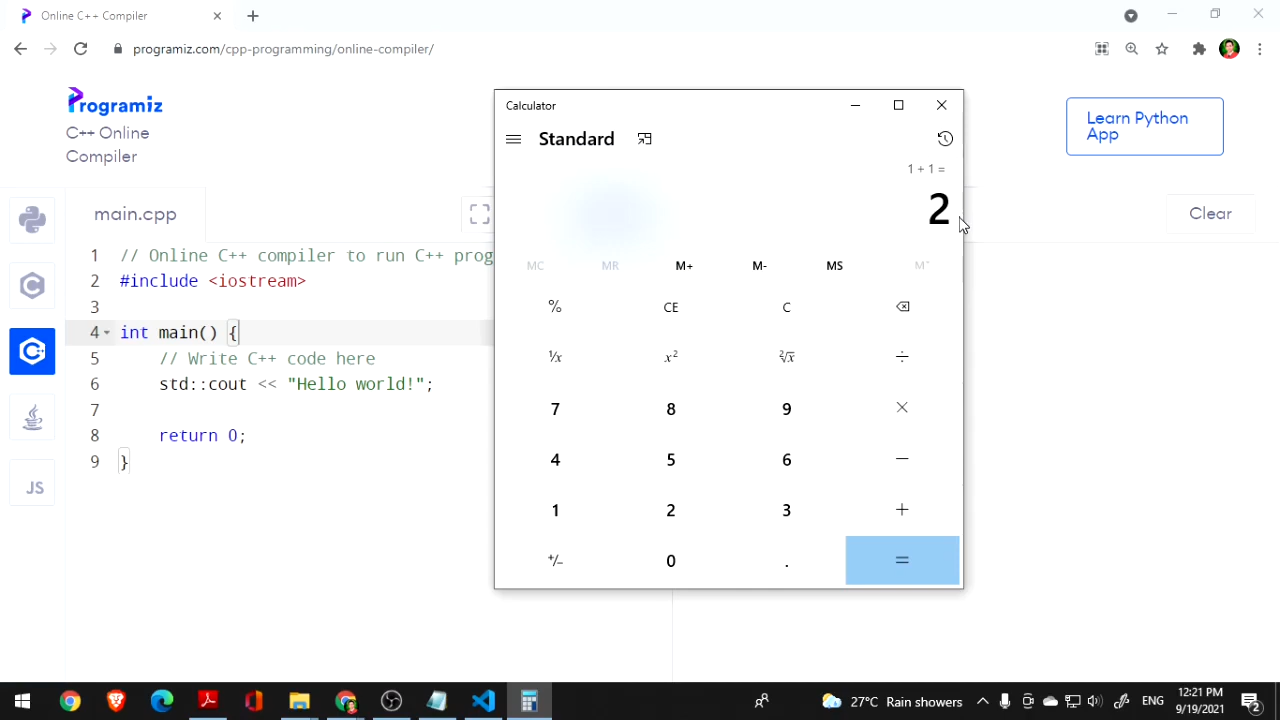 Online C++ Compiler
programiz.com/cpp-programming/online-compiler/
Programiz
C++ Online
Compiler
Learn Python
App
main.cpp
Clear
1 // Online C++ compiler to run C++ prog
2 #include <iostream>
3
4 int main() {
5 // Write C++ code here
6 std::cout << "Hello world!";
7
8 return 0;
9 }
JS
Calculator
Standard
1 + 1 =
2
MC MR M+ M- MS M˅
% CE C
¹/x x² ²√x ÷
7 8 9 ×
4 5 6 −
1 2 3 +
+/− 0 . =
27°C Rain showers
ENG
12:21 PM
9/19/2021
2